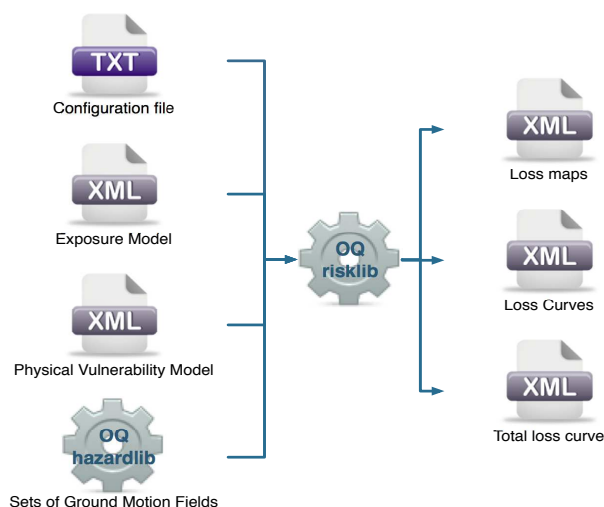 TXT
Configuration file
XML
Exposure Model
XML
Physical Vulnerability Model
OQ
hazardlib
Sets of Ground Motion Fields
OQ
risklib
XML
Loss maps
XML
Loss Curves
XML
Total loss curve